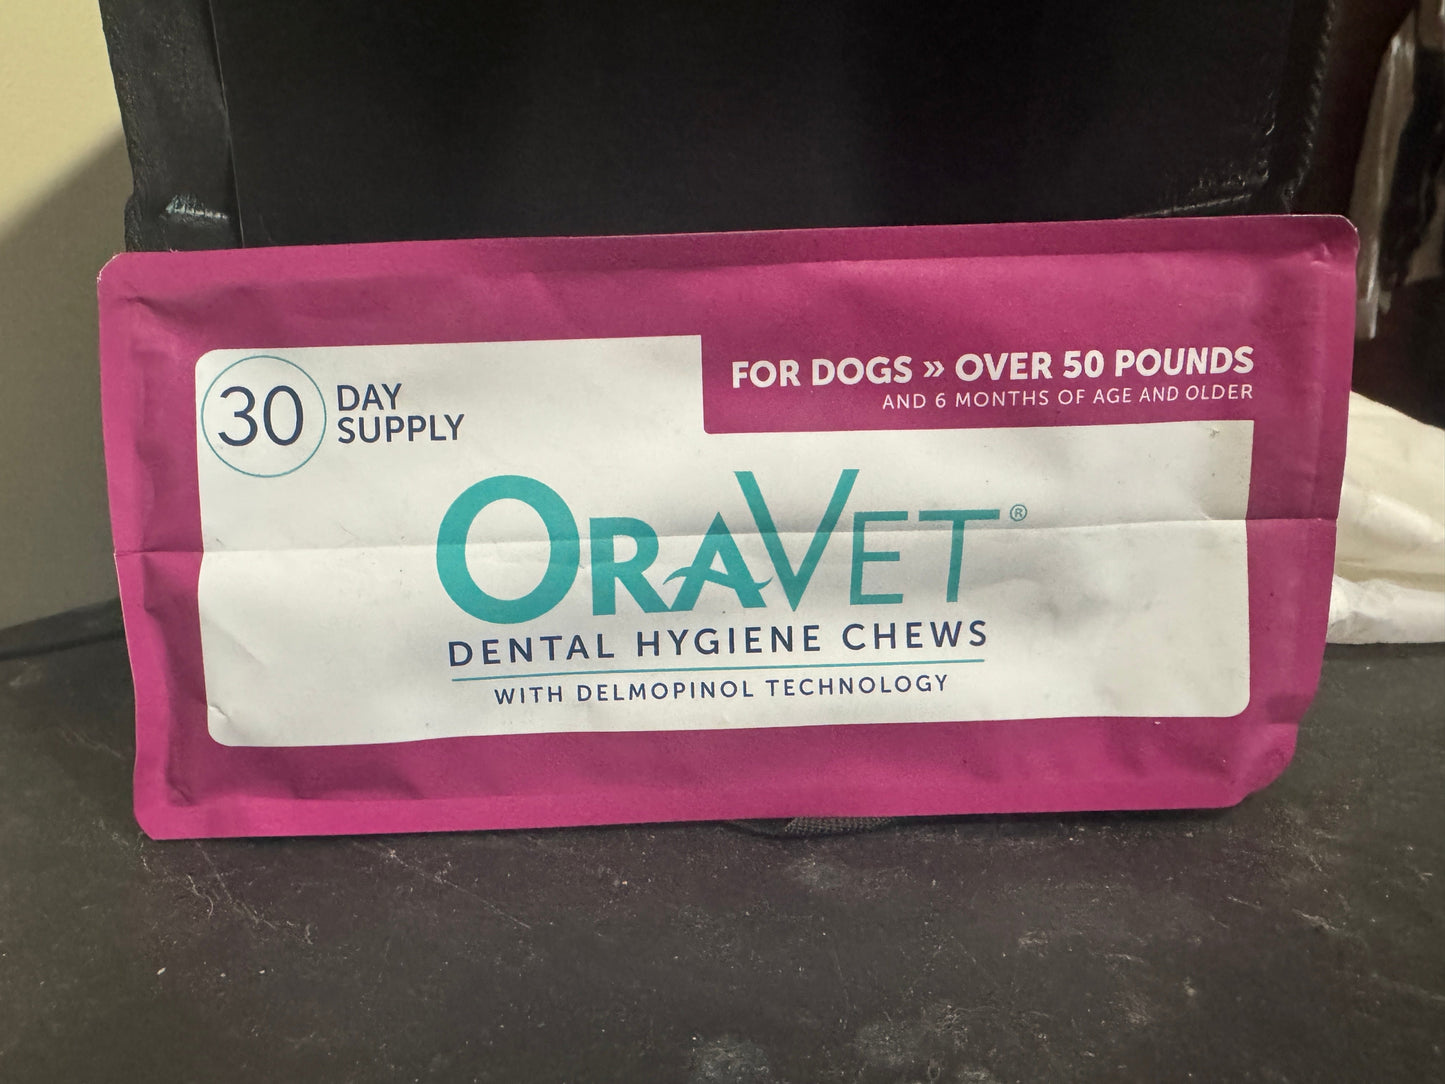 30 DAY
SUPPLY
FOR DOGS » OVER 50 POUNDS
AND 6 MONTHS OF AGE AND OLDER
ORAVET®
DENTAL HYGIENE CHEWS
WITH DELMOPINOL TECHNOLOGY